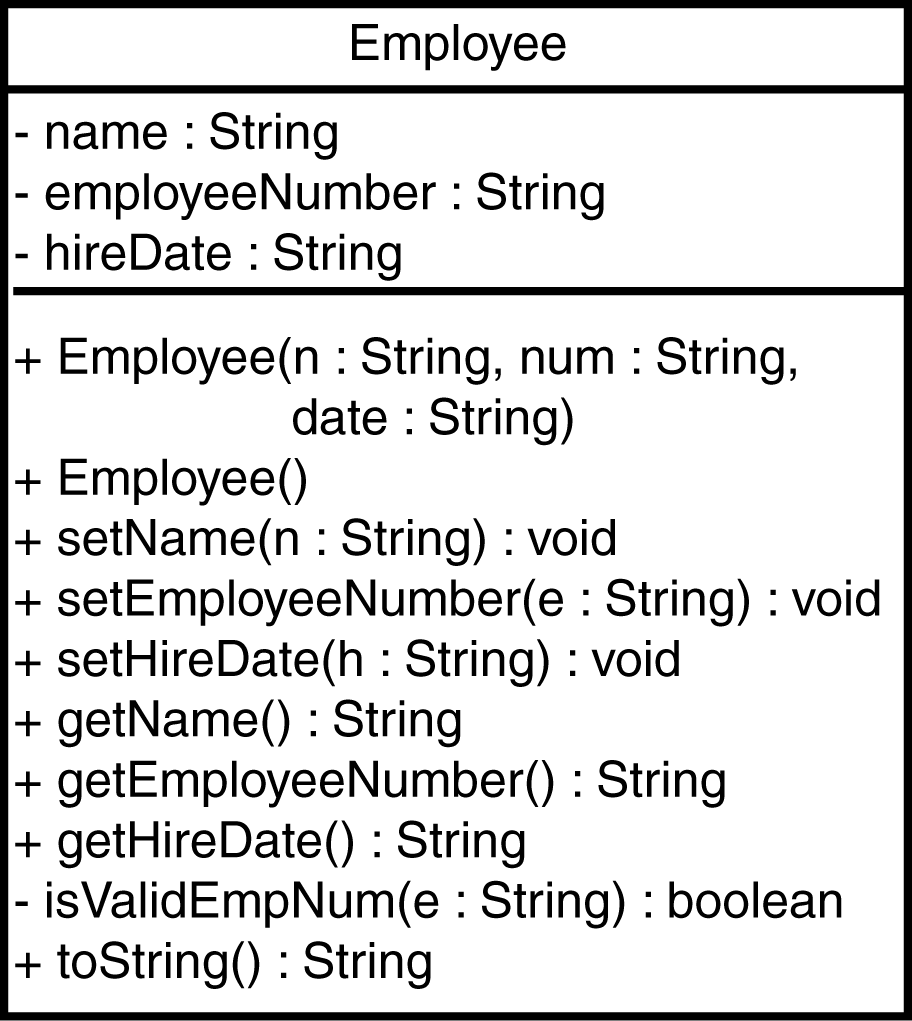 Employee
- name : String
- employeeNumber : String
- hireDate : String
+ Employee(n : String, num : String,
date : String)
+ Employee()
+ setName(n : String) : void
+ setEmployeeNumber(e : String) : void
+ setHireDate(h : String) : void
+ getName() : String
+ getEmployeeNumber() : String
+ getHireDate() : String
- isValidEmpNum(e : String) : boolean
+ toString() : String